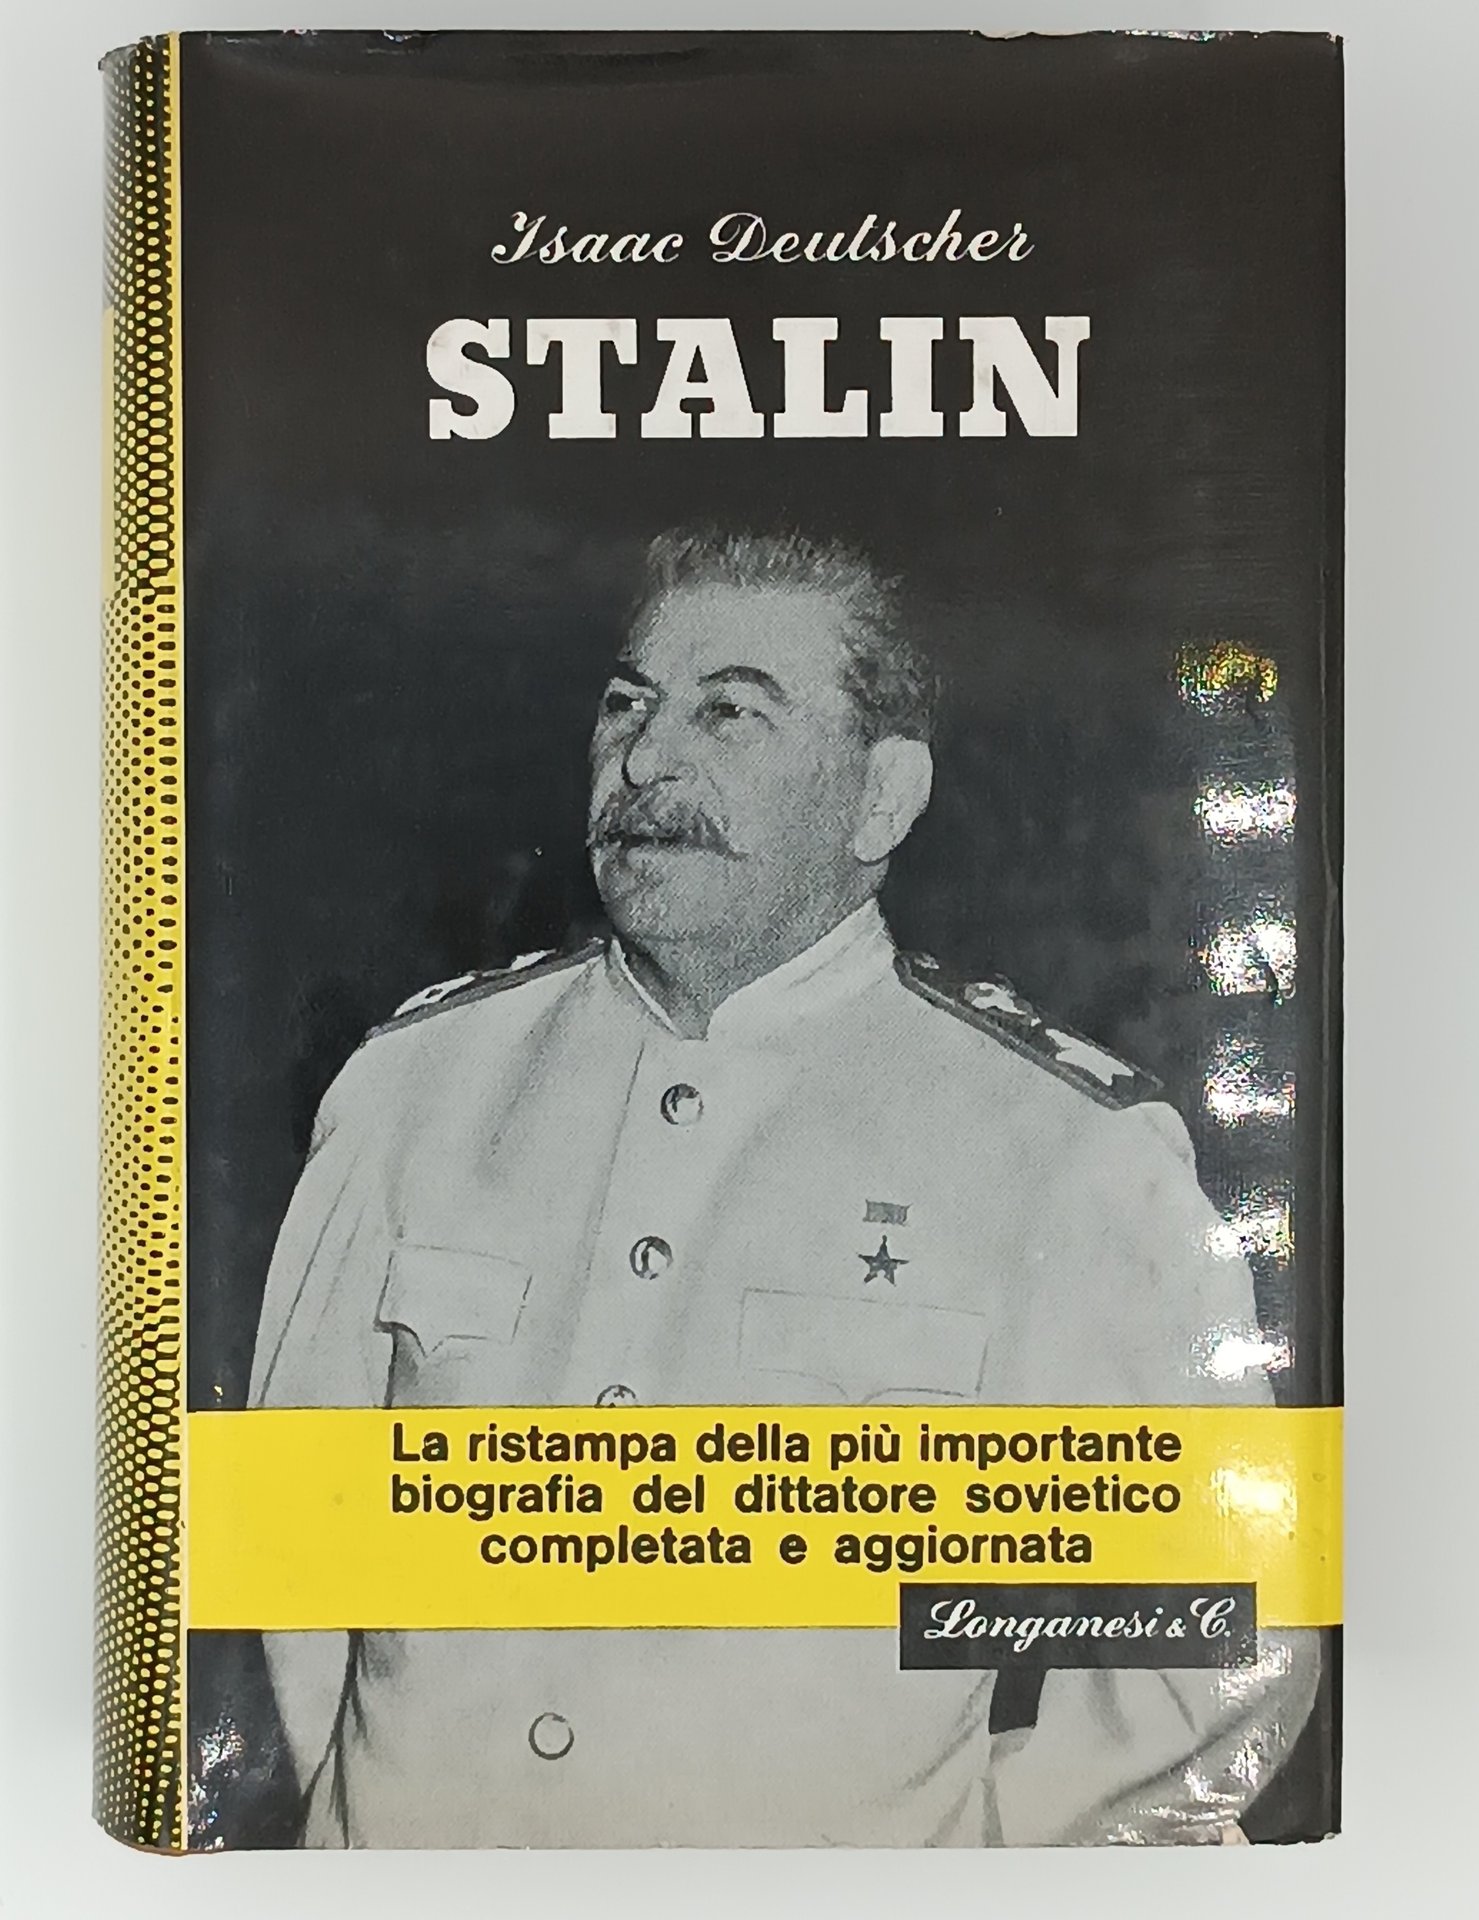 Isaac Deutscher
STALIN
La ristampa della più importante
biografia del dittatore sovietico
completata e aggiornata
Longanesi & C.